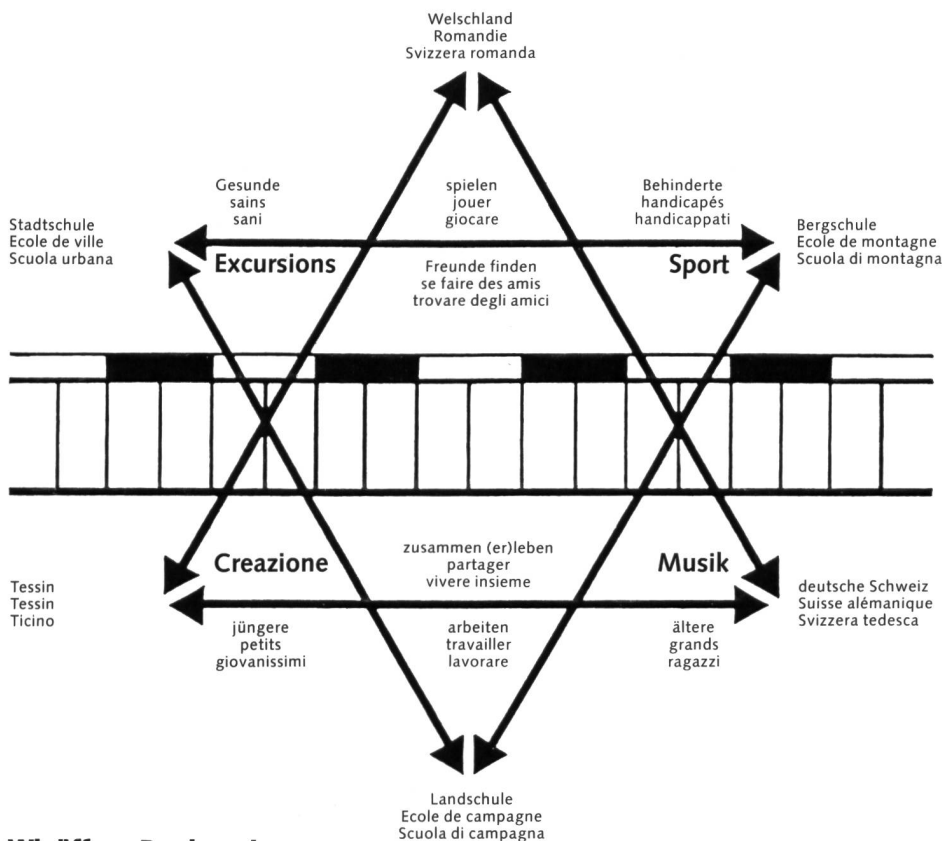 Welschland
Romandie
Svizzera romanda
Gesunde
sains
sani
spielen
jouer
giocare
Behinderte
handicapés
handicappati
Stadtschule
Ecole de ville
Scuola urbana
Bergschule
Ecole de montagne
Scuola di montagna
Excursions
Sport
Freunde finden
se faire des amis
trovare degli amici
Creazione
zusammen (er)leben
partager
vivere insieme
Musik
Tessin
Tessin
Ticino
deutsche Schweiz
Suisse alémanique
Svizzera tedesca
jüngere
petits
giovanissimi
arbeiten
travailler
lavorare
ältere
grands
ragazzi
Landschule
Ecole de campagne
Scuola di campagna